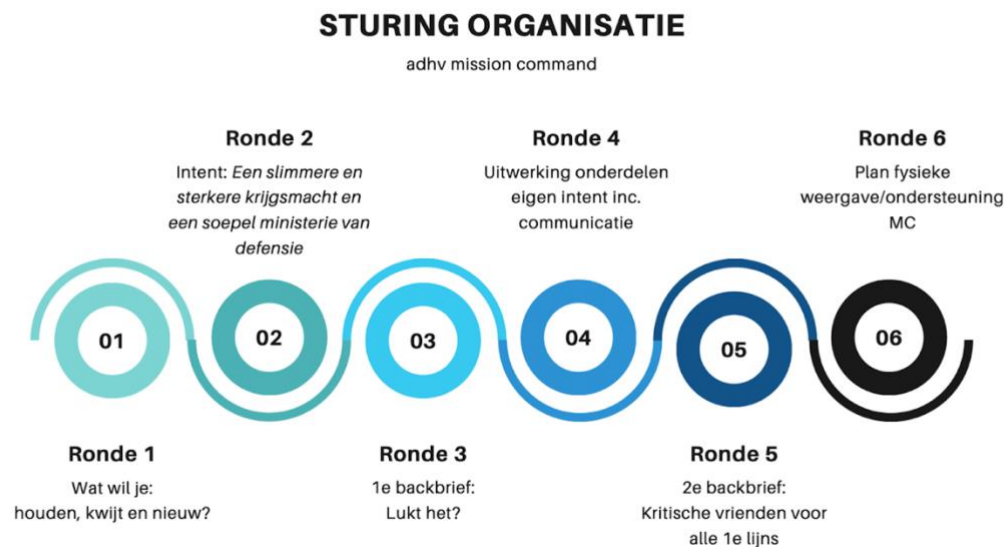 STURING ORGANISATIE
adhv mission command
Ronde 2
Intent: Een slimmere en
sterkere krijgsmacht en
een soepel ministerie van
defensie
Ronde 4
Uitwerking onderdelen
eigen intent inc.
communicatie
Ronde 6
Plan fysieke
weergave/ondersteuning
MC
01
02
03
04
05
06
Ronde 1
Wat wil je:
houden, kwijt en nieuw?
Ronde 3
1e backbrief:
Lukt het?
Ronde 5
2e backbrief:
Kritische vrienden voor
alle 1e lijns